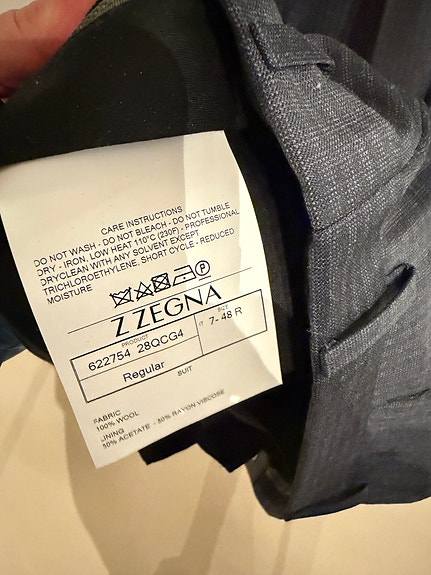 CARE INSTRUCTIONS
DO NOT WASH - DO NOT BLEACH - DO NOT TUMBLE
DRY - IRON, LOW HEAT 110°C (230F) - PROFESSIONAL
DRYCLEAN WITH ANY SOLVENT EXCEPT
TRICHLOROETHYLENE, SHORT CYCLE - REDUCED
MOISTURE
P
Z ZEGNA
PRODUCT SIZE
622754 28QCG4 IT 7- 48 R
Regular SUIT
FABRIC
100% WOOL
LINING
50% ACETATE - 50% RAYON VISCOSE